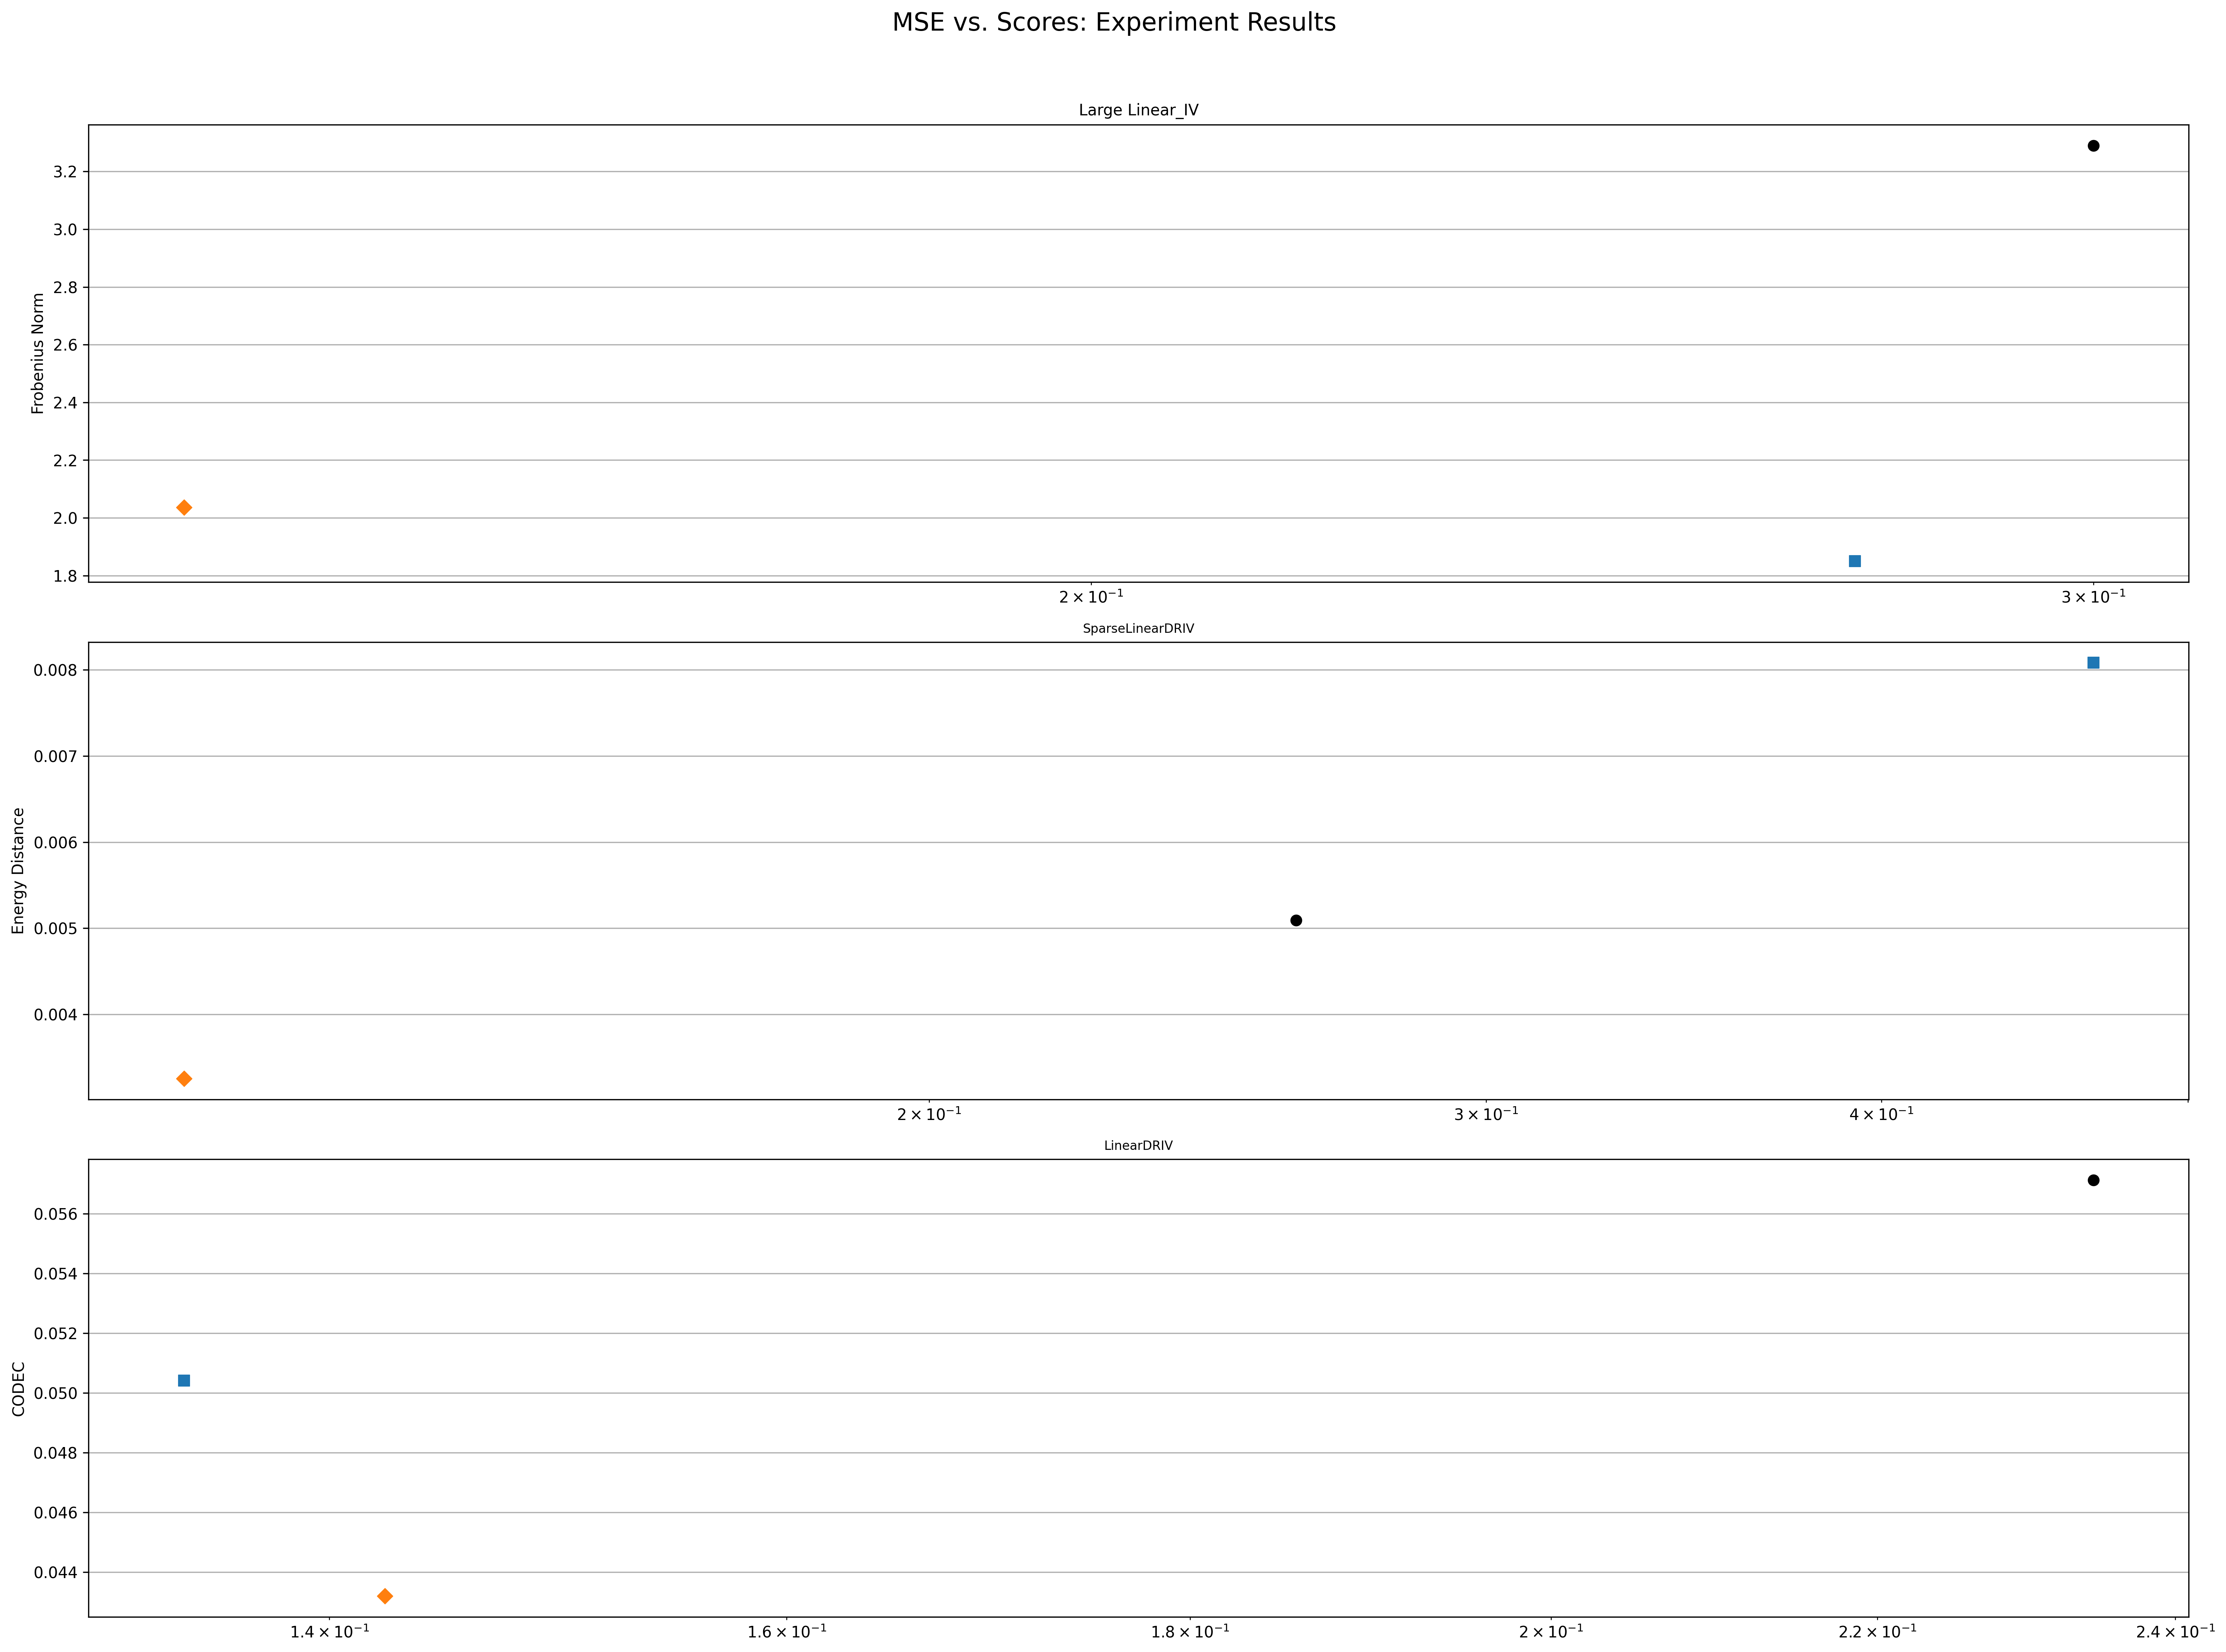 MSE vs. Scores: Experiment Results
Large Linear_IV
Frobenius Norm
3.2
3.0
2.8
2.6
2.4
2.2
2.0
1.8
2 × 10⁻¹
3 × 10⁻¹
SparseLinearDRIV
Energy Distance
0.008
0.007
0.006
0.005
0.004
2 × 10⁻¹
3 × 10⁻¹
4 × 10⁻¹
LinearDRIV
CODEC
0.056
0.054
0.052
0.050
0.048
0.046
0.044
1.4 × 10⁻¹
1.6 × 10⁻¹
1.8 × 10⁻¹
2 × 10⁻¹
2.2 × 10⁻¹
2.4 × 10⁻¹